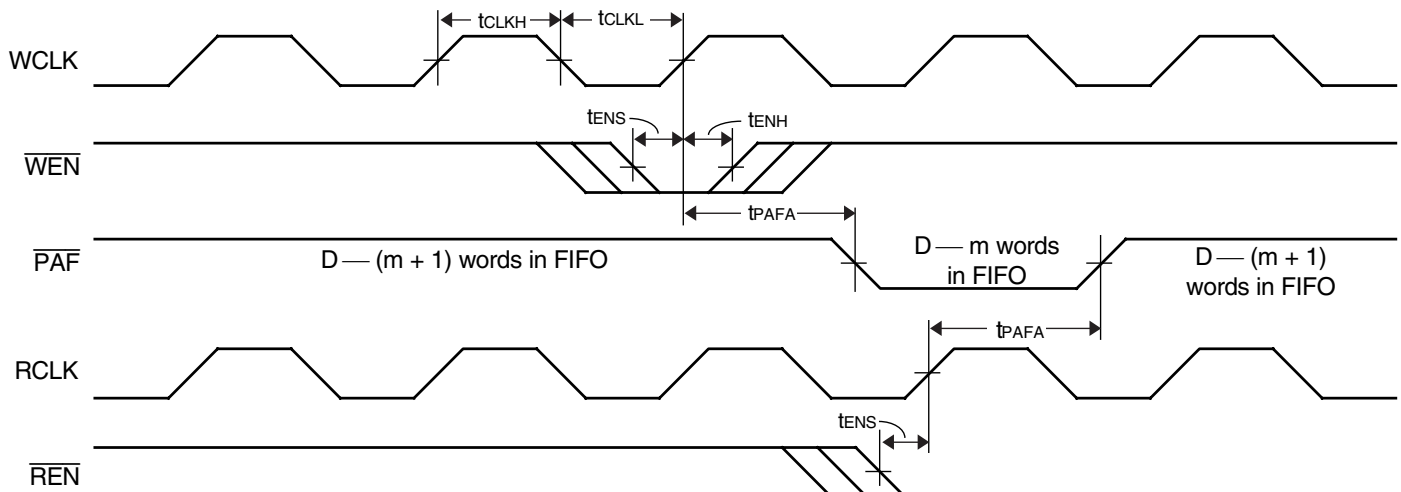 tCLKH
tCLKL
WCLK
tENS
tENH
WEN
tPAFA
PAF
D — (m + 1) words in FIFO
D — m words
in FIFO
D — (m + 1)
words in FIFO
tPAFA
RCLK
tENS
REN